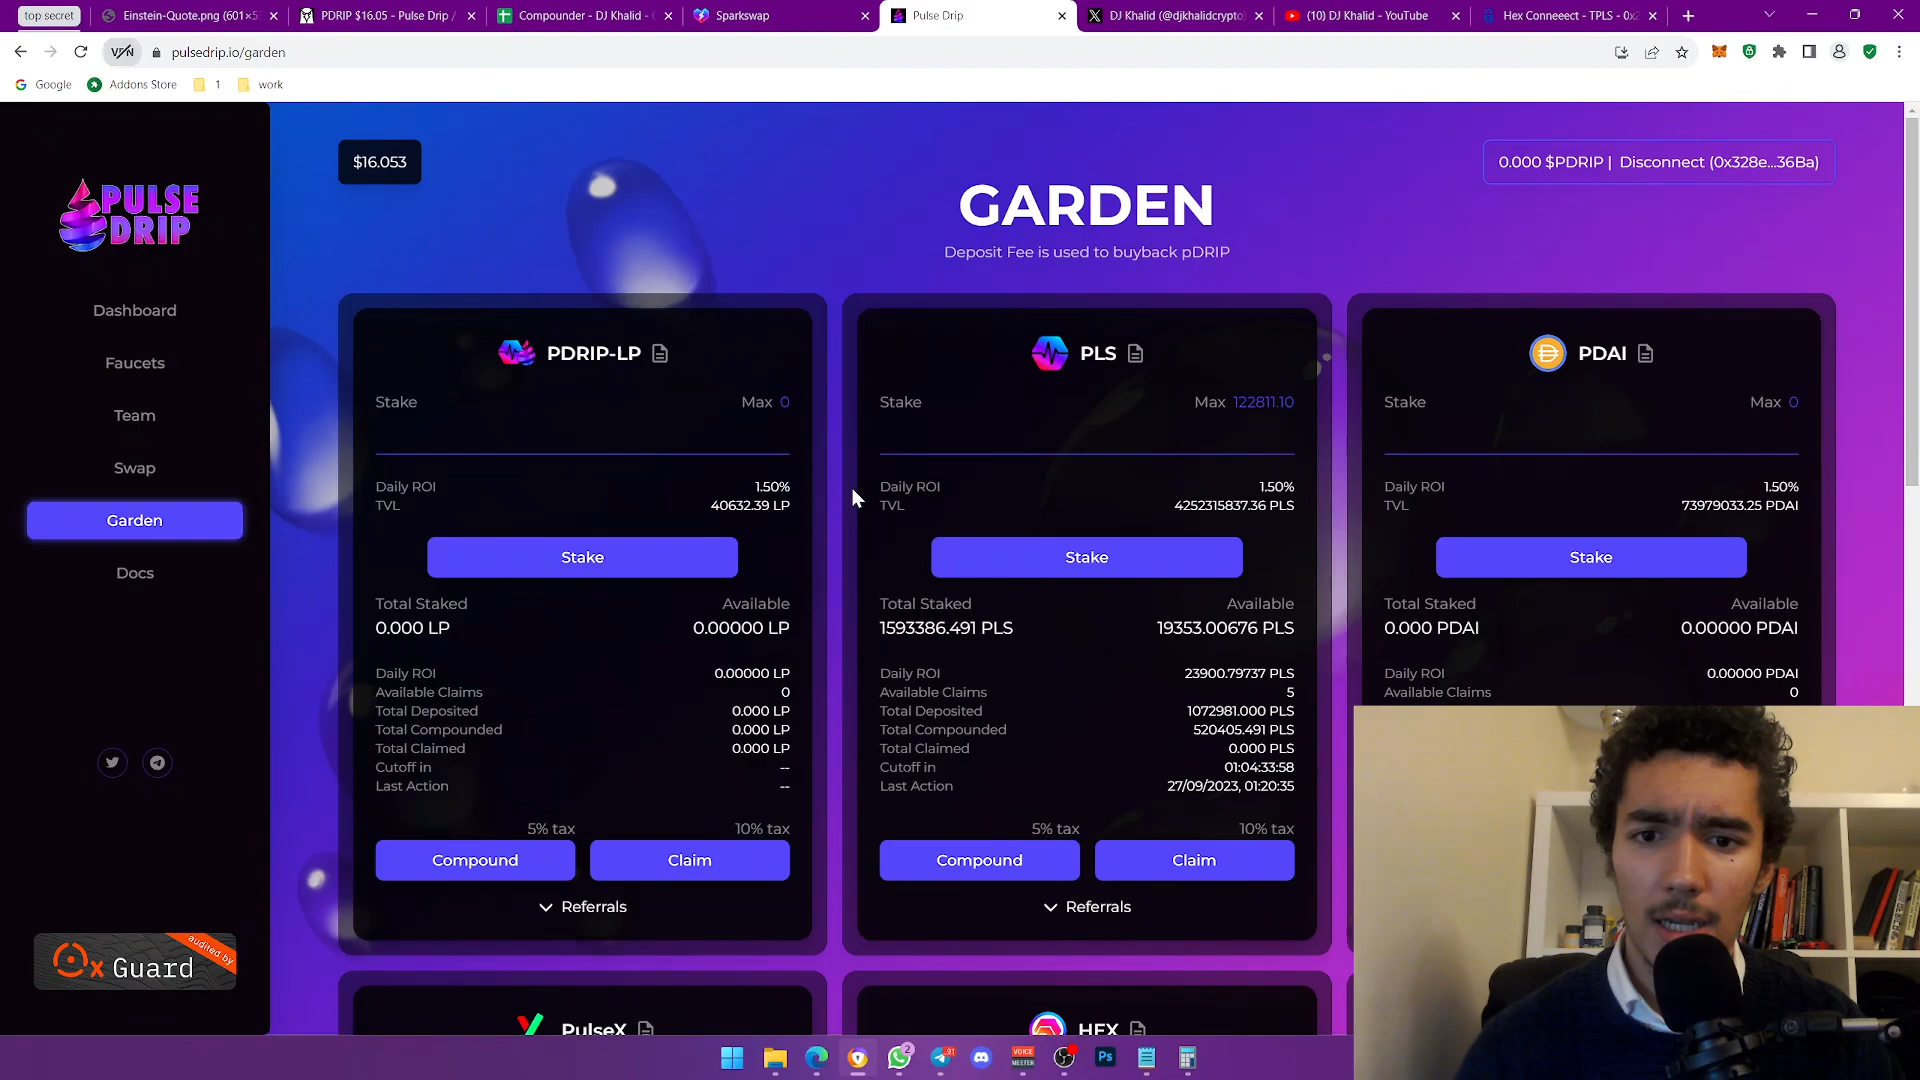 top secret
Einstein-Quote.png (601×5
PDRIP $16.05 - Pulse Drip /
Compounder - DJ Khalid -
Sparkswap
Pulse Drip
DJ Khalid (@djkhalidcrypto)
(10) DJ Khalid - YouTube
Hex Conneeect - TPLS - 0x
VPN
pulsedrip.io/garden
Google
Addons Store
1
work
PULSE
DRIP
Dashboard
Faucets
Team
Swap
Garden
Docs
audited by
0x Guard
$16.053
0.000 $PDRIP | Disconnect (0x328e...36Ba)
GARDEN
Deposit Fee is used to buyback pDRIP
PDRIP-LP
Stake Max 0
Daily ROI 1.50%
TVL 40632.39 LP
Stake
Total Staked Available
0.000 LP 0.00000 LP
Daily ROI 0.00000 LP
Available Claims 0
Total Deposited 0.000 LP
Total Compounded 0.000 LP
Total Claimed 0.000 LP
Cutoff in --
Last Action --
5% tax 10% tax
Compound Claim
Referrals
PLS
Stake Max 122811.10
Daily ROI 1.50%
TVL 4252315837.36 PLS
Stake
Total Staked Available
1593386.491 PLS 19353.00676 PLS
Daily ROI 23900.79737 PLS
Available Claims 5
Total Deposited 1072981.000 PLS
Total Compounded 520405.491 PLS
Total Claimed 0.000 PLS
Cutoff in 01:04:33:58
Last Action 27/09/2023, 01:20:35
5% tax 10% tax
Compound Claim
Referrals
PDAI
Stake Max 0
Daily ROI 1.50%
TVL 73979033.25 PDAI
Stake
Total Staked Available
0.000 PDAI 0.00000 PDAI
Daily ROI 0.00000 PDAI
Available Claims 0
PulseX
HEX
2
91
VOICE
MEETER
Ps